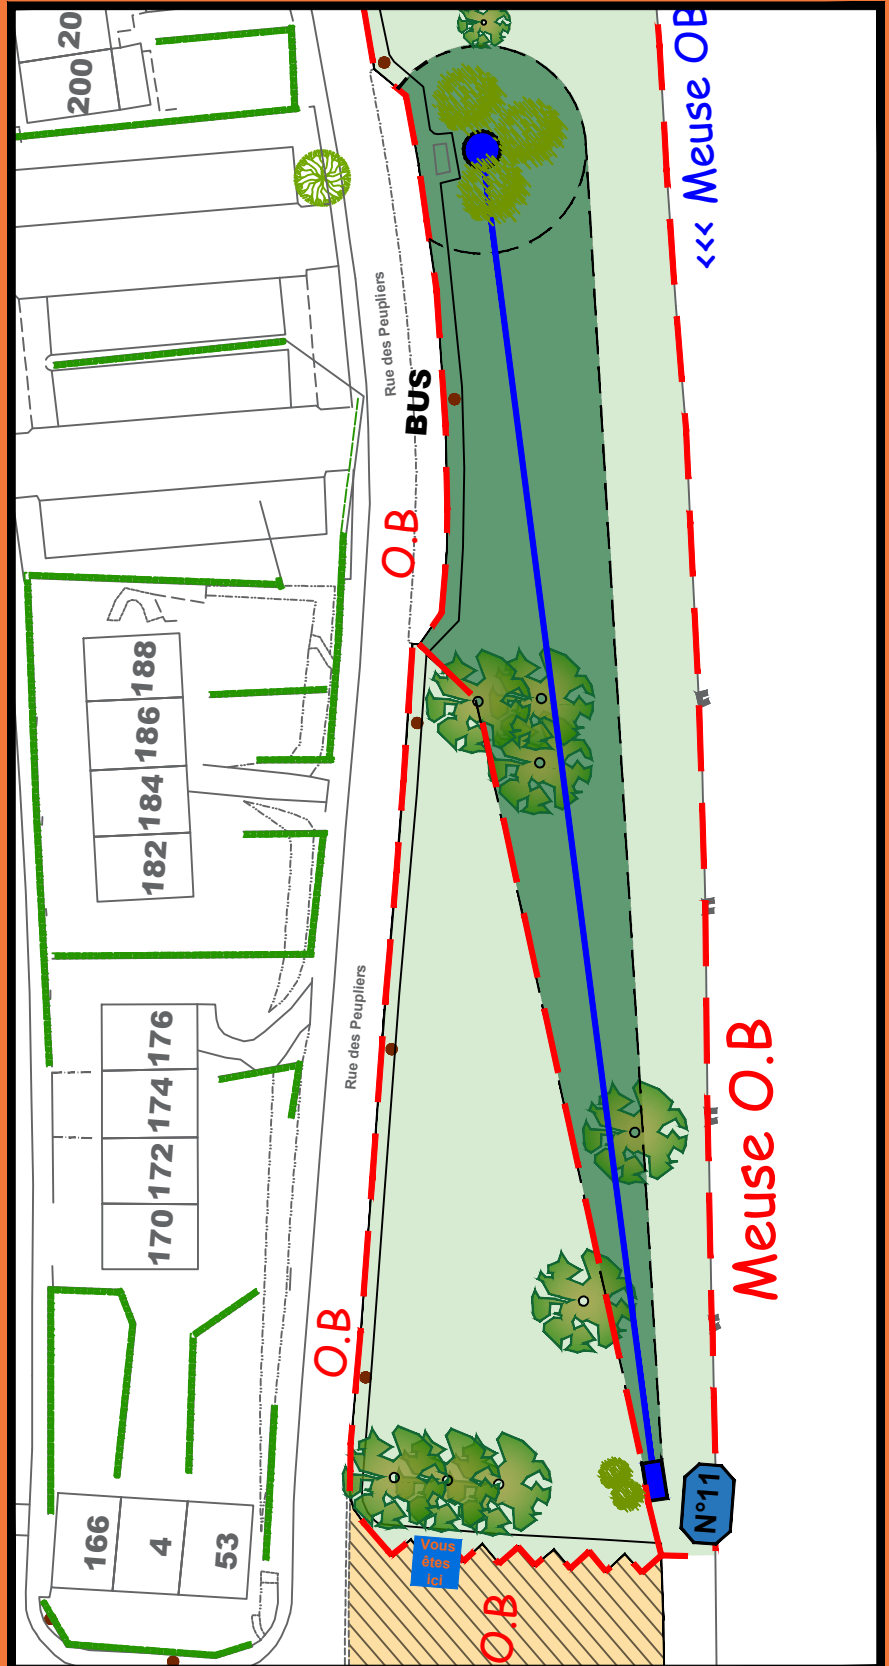 20
200
<<< Meuse OB
Rue des Peupliers
BUS
O.B
188
186
184
182
Rue des Peupliers
176
174
172
170
Meuse O.B
O.B
N°11
166
4
53
Vous
êtes
ici
O.B